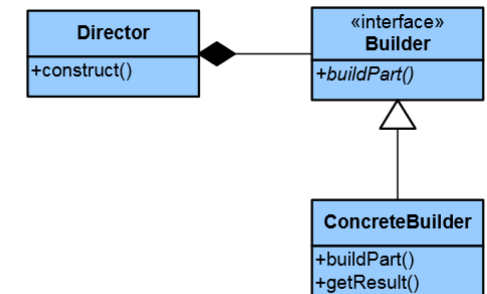 Director
+construct()
«interface»
Builder
+buildPart()
ConcreteBuilder
+buildPart()
+getResult()